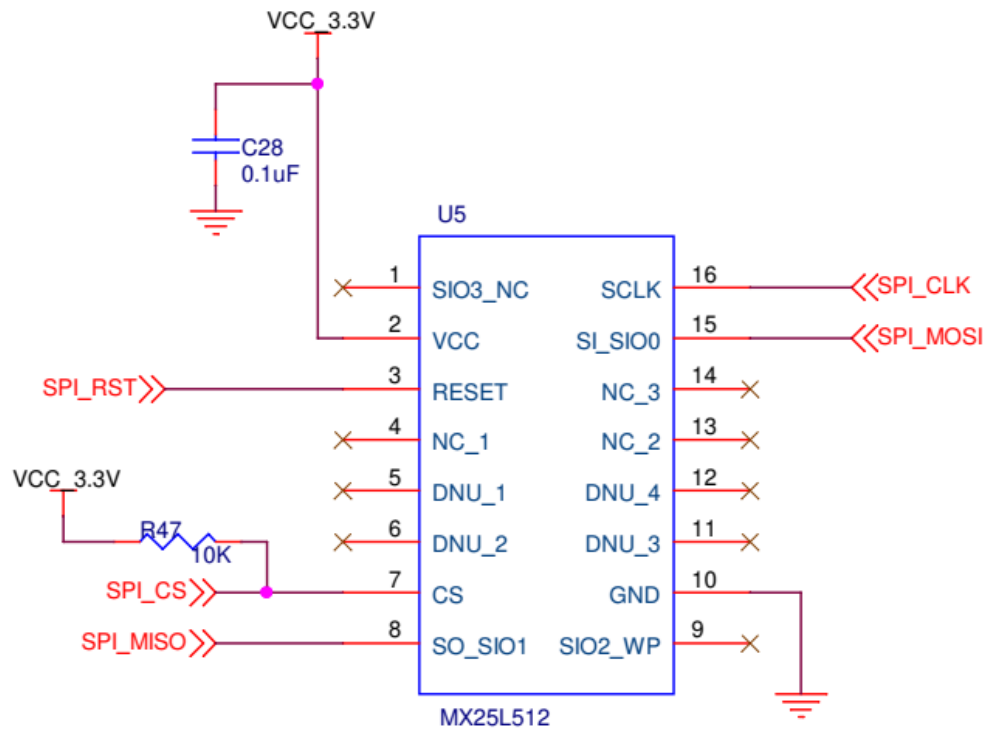 VCC_3.3V
C28
0.1uF
U5
1
SIO3_NC
SCLK
16
SPI_CLK
2
VCC
SI_SIO0
15
SPI_MOSI
SPI_RST
3
RESET
NC_3
14
4
NC_1
NC_2
13
VCC_3.3V
5
DNU_1
DNU_4
12
R47
10K
6
DNU_2
DNU_3
11
SPI_CS
7
CS
GND
10
SPI_MISO
8
SO_SIO1
SIO2_WP
9
MX25L512